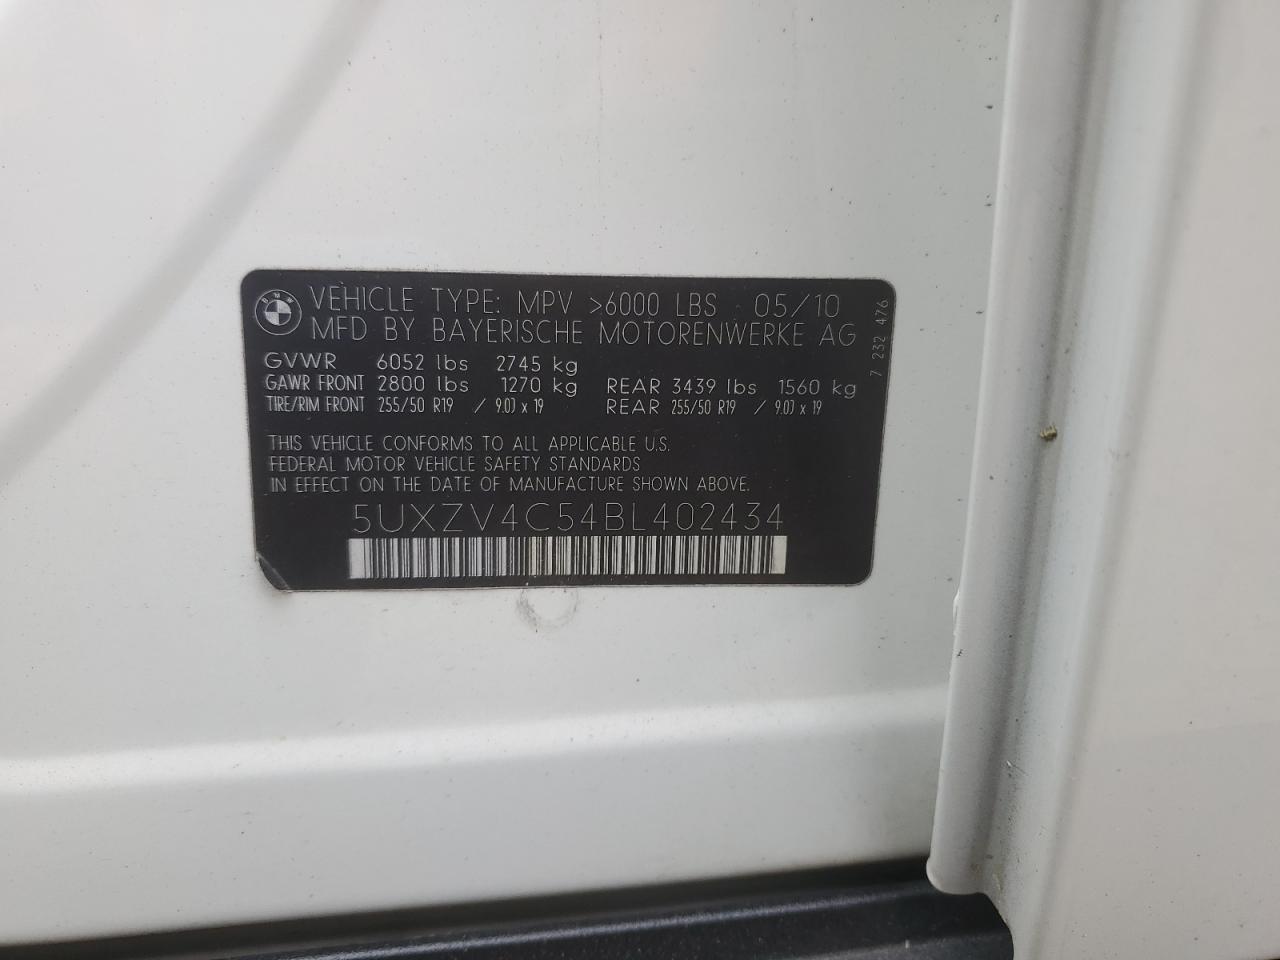 BMW
VEHICLE TYPE: MPV >6000 LBS 05/10
MFD BY BAYERISCHE MOTORENWERKE AG
GVWR 6052 lbs 2745 kg
GAWR FRONT 2800 lbs 1270 kg REAR 3439 lbs 1560 kg
TIRE/RIM FRONT 255/50 R19 / 9.0J x 19 REAR 255/50 R19 / 9.0J x 19
7 232 476
THIS VEHICLE CONFORMS TO ALL APPLICABLE U.S.
FEDERAL MOTOR VEHICLE SAFETY STANDARDS
IN EFFECT ON THE DATE OF MANUFACTURE SHOWN ABOVE.
5UXZV4C54BL402434